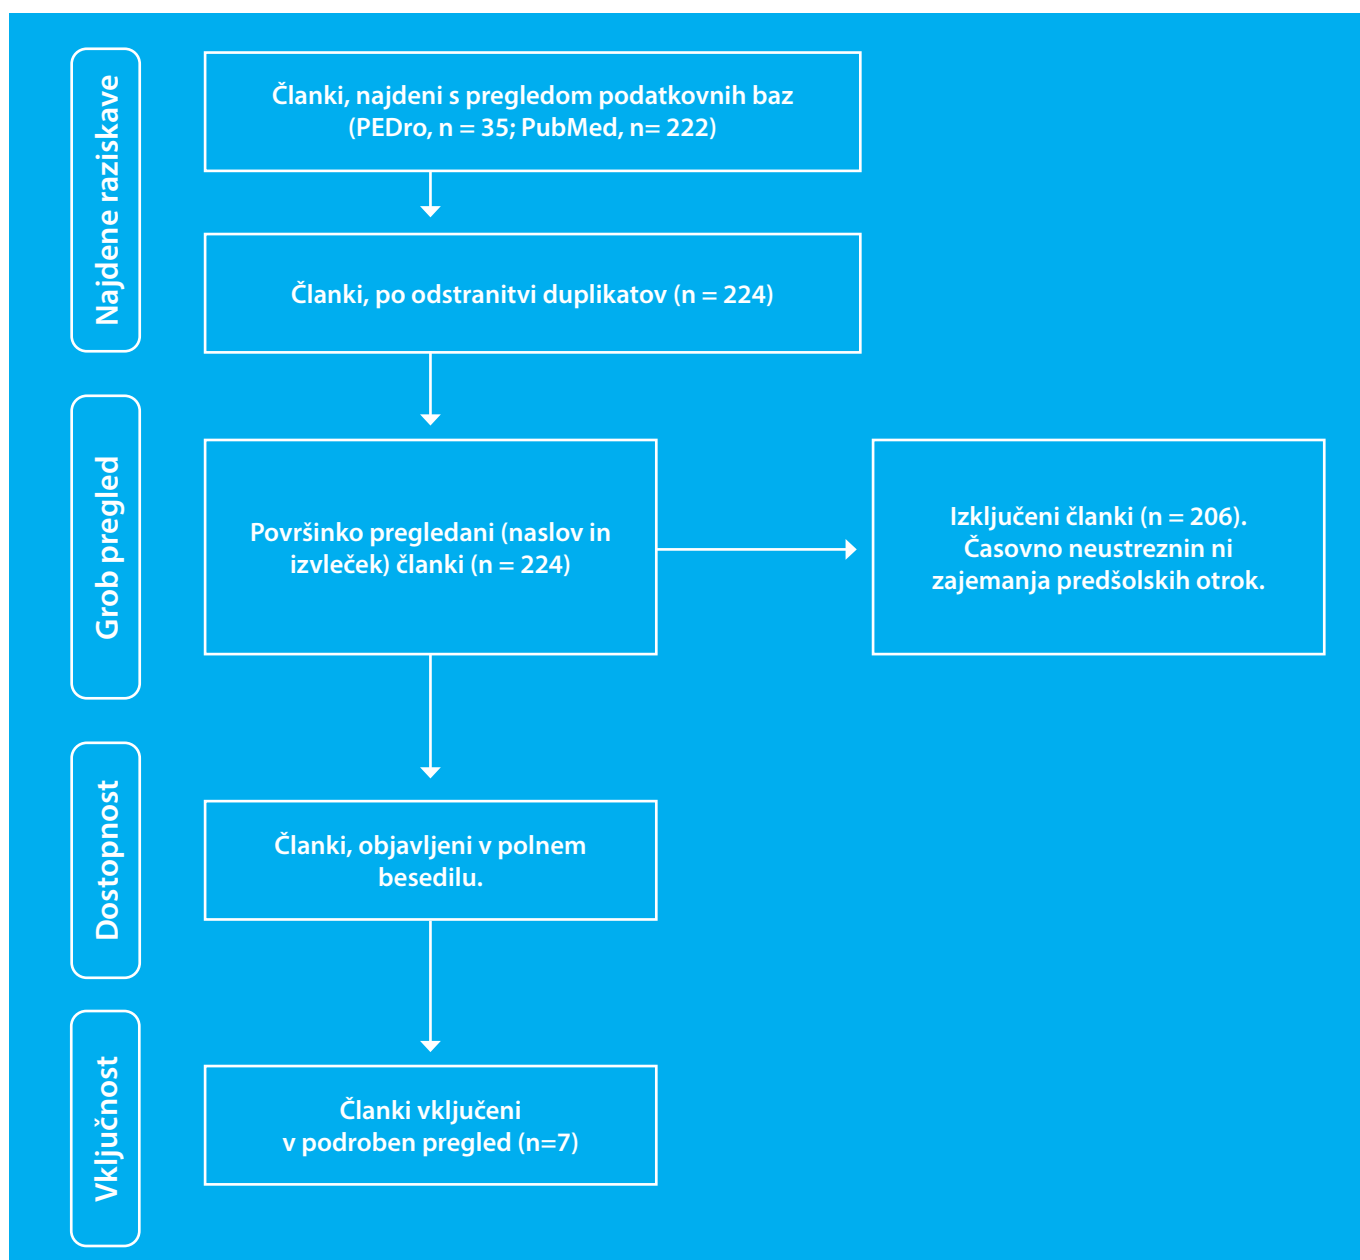 Najdene raziskave
Članki, najdeni s pregledom podatkovnih baz
(PEDro, n = 35; PubMed, n= 222)
Članki, po odstranitvi duplikatov (n = 224)
Grob pregled
Površinko pregledani (naslov in
izvleček) članki (n = 224)
Izključeni članki (n = 206).
Časovno neustreznin ni
zajemanja predšolskih otrok.
Dostopnost
Članki, objavljeni v polnem
besedilu.
Vključnost
Članki vključeni
v podroben pregled (n=7)